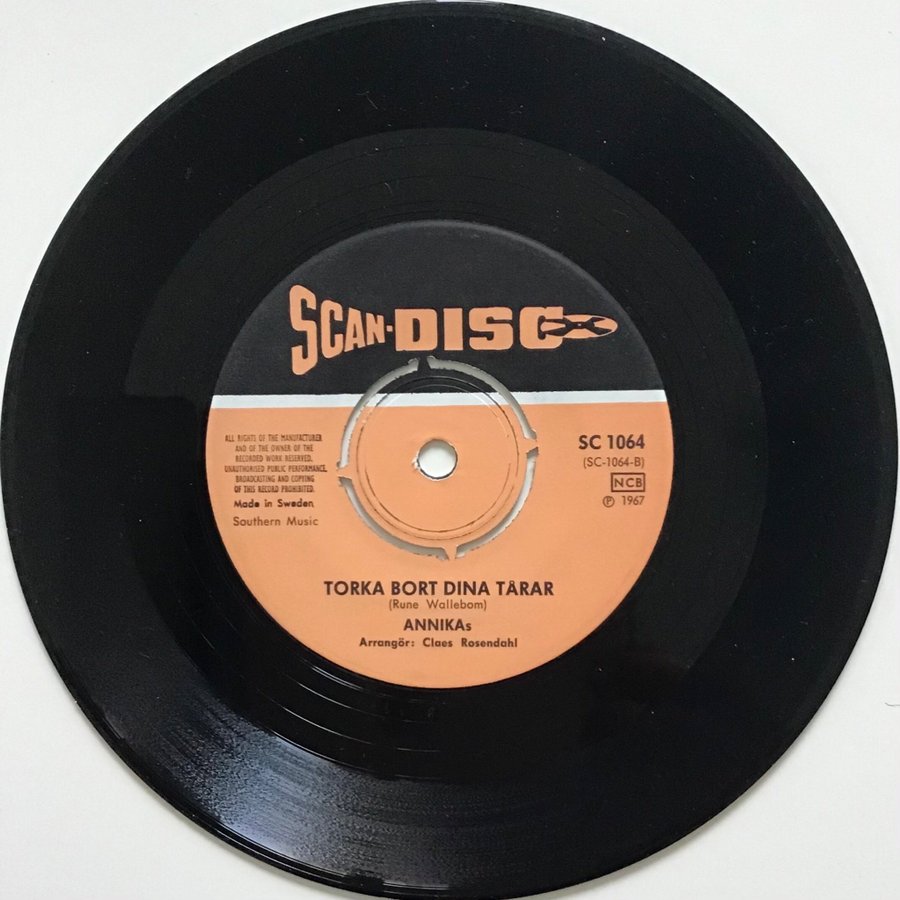 SCAN-DISC
ALL RIGHTS OF THE MANUFACTURER
AND OF THE OWNER OF THE
RECORDED WORK RESERVED.
UNAUTHORISED PUBLIC PERFORMANCE,
BROADCASTING AND COPYING
OF THIS RECORD PROHIBITED.
Made in Sweden
Southern Music
SC 1064
(SC-1064-B)
NCB
Ⓟ 1967
TORKA BORT DINA TÅRAR
(Rune Wallebom)
ANNIKAs
Arrangör: Claes Rosendahl